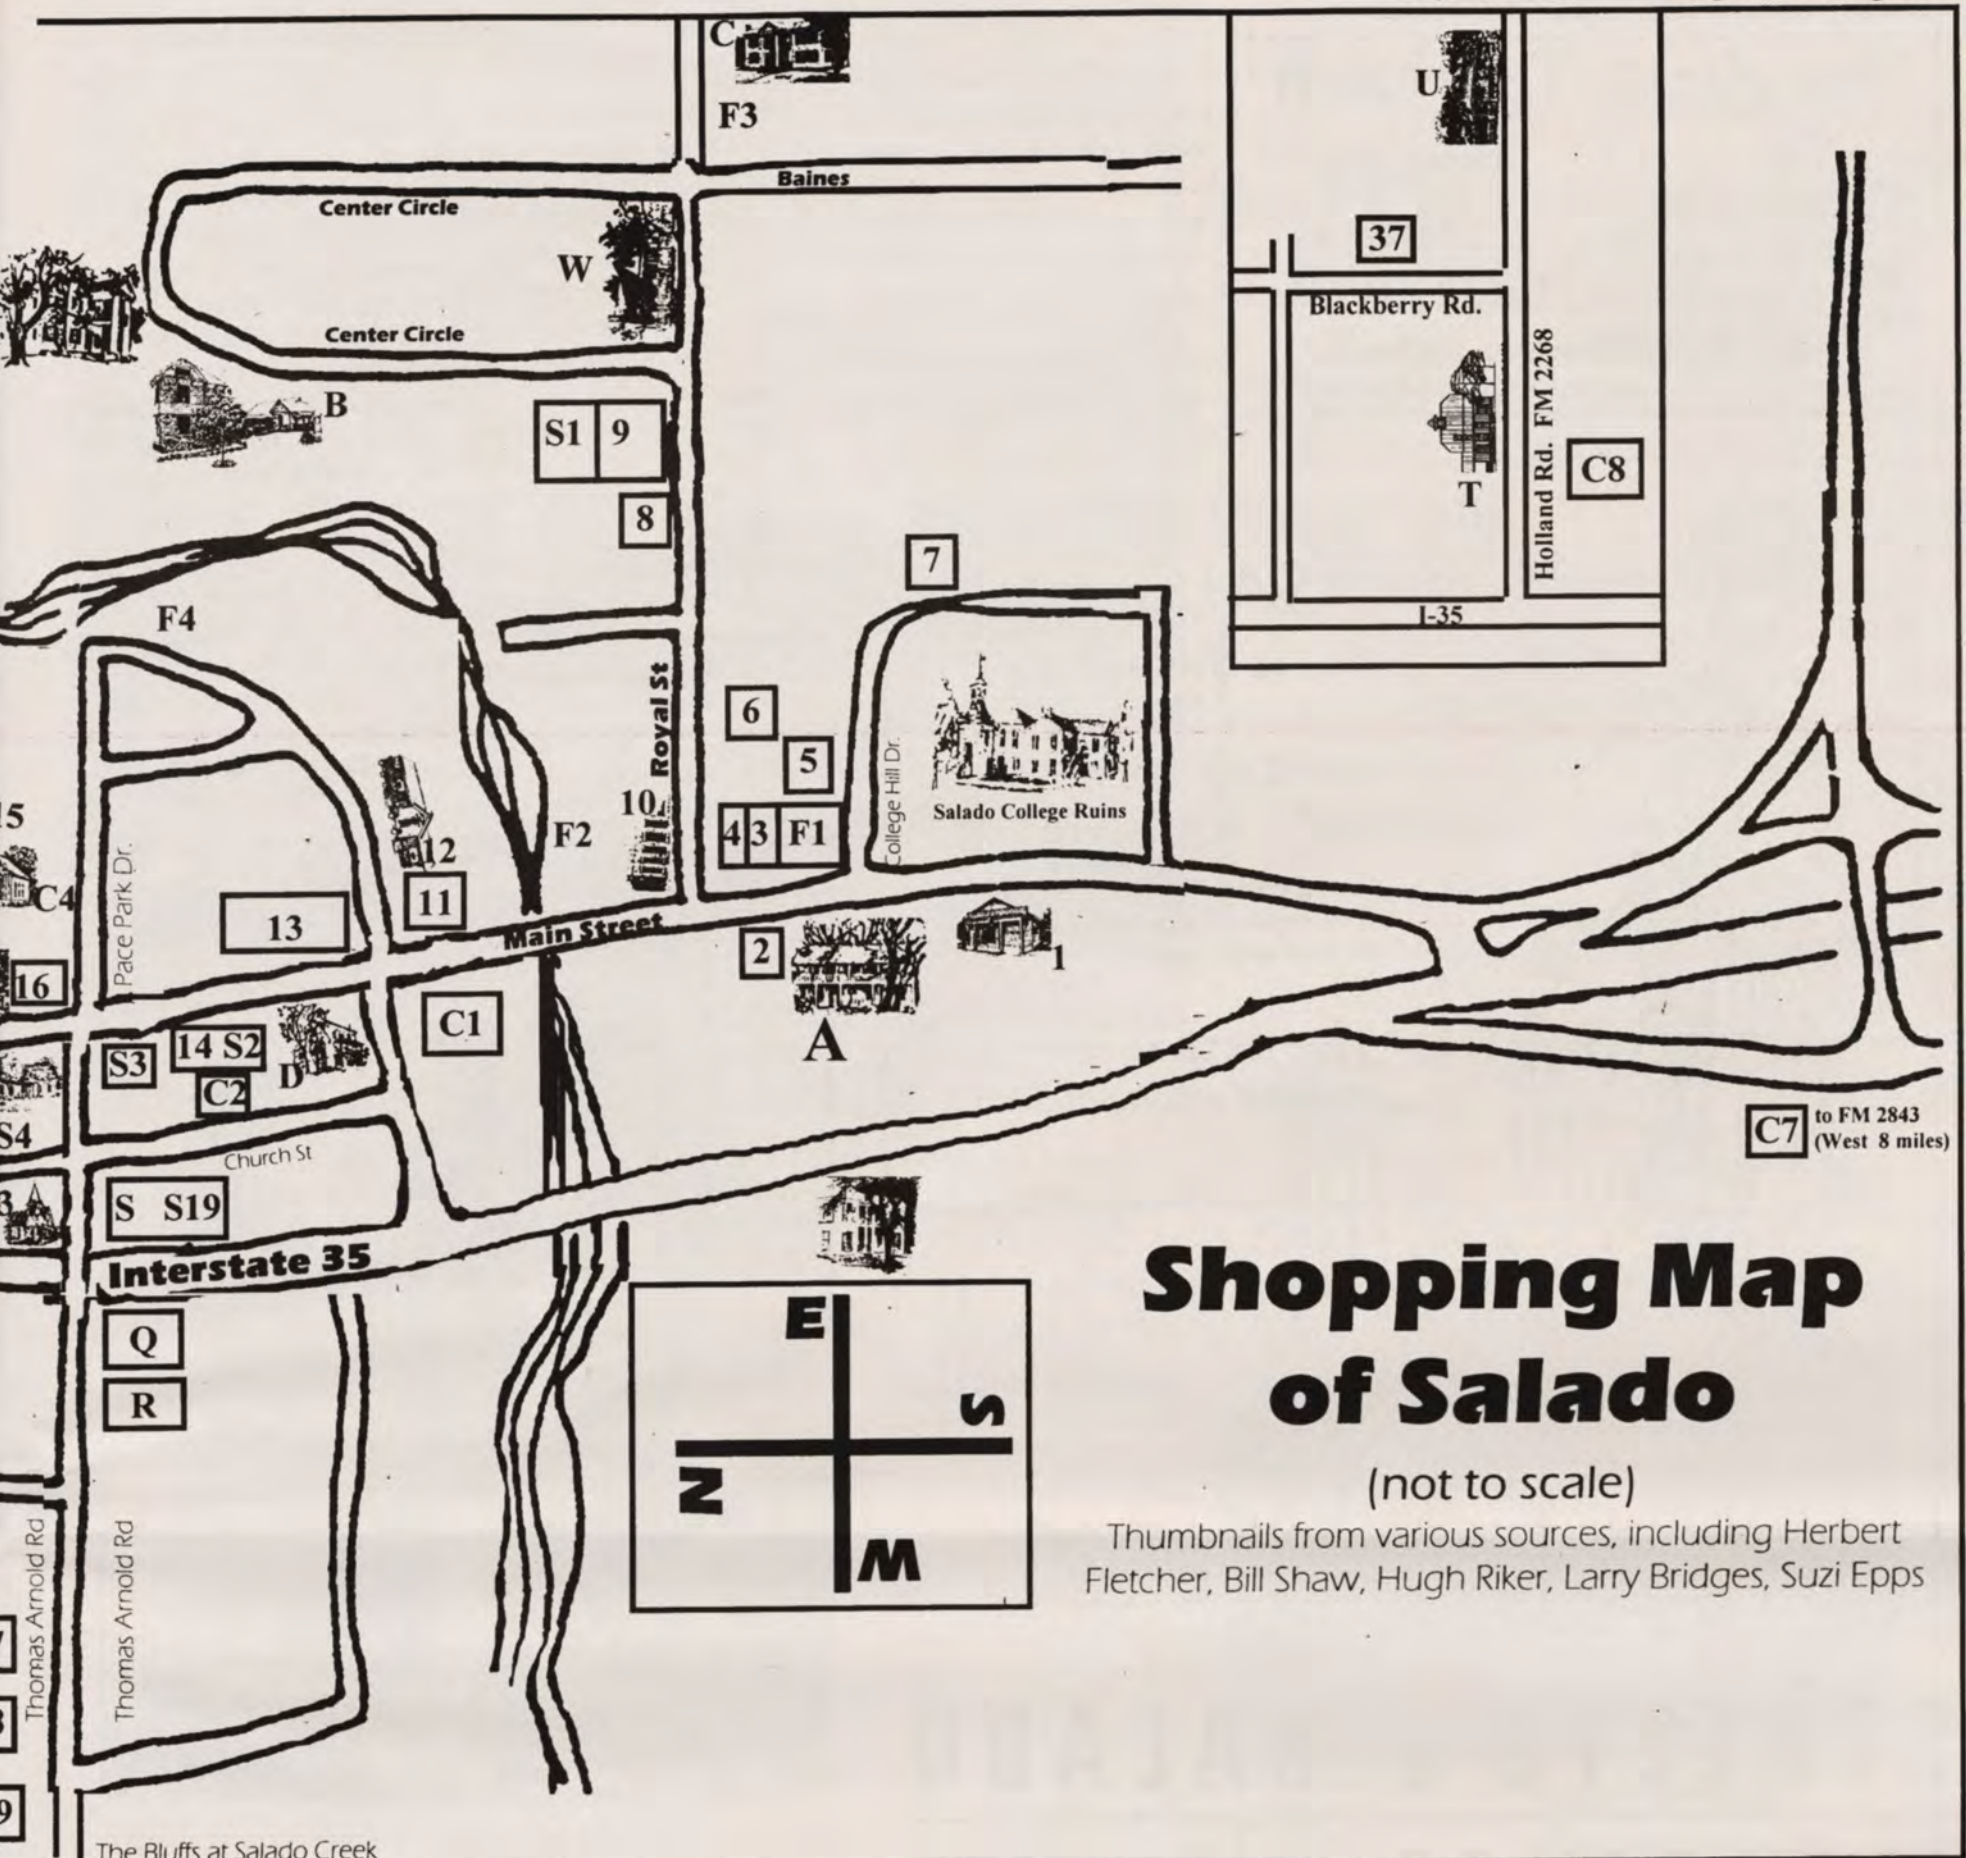 C
F3
U
Baines
Center Circle
W
37
Blackberry Rd.
Center Circle
B
Holland Rd. FM 2268
S1 9
C8
T
8
7
F4
I-35
Royal St
6
5
College Hill Dr.
Salado College Ruins
10
4 3 F1
15
12
F2
Pace Park Dr.
C4
11
13
Main Street
2
1
16
C1
A
14 S2
S3
D
C2
S4
C7
to FM 2843
(West 8 miles)
Church St
3
S S19
Interstate 35
Q
R
E
S
N
W
Shopping Map
of Salado
(not to scale)
Thumbnails from various sources, including Herbert
Fletcher, Bill Shaw, Hugh Riker, Larry Bridges, Suzi Epps
Thomas Arnold Rd
Thomas Arnold Rd
9
The Bluffs at Salado Creek